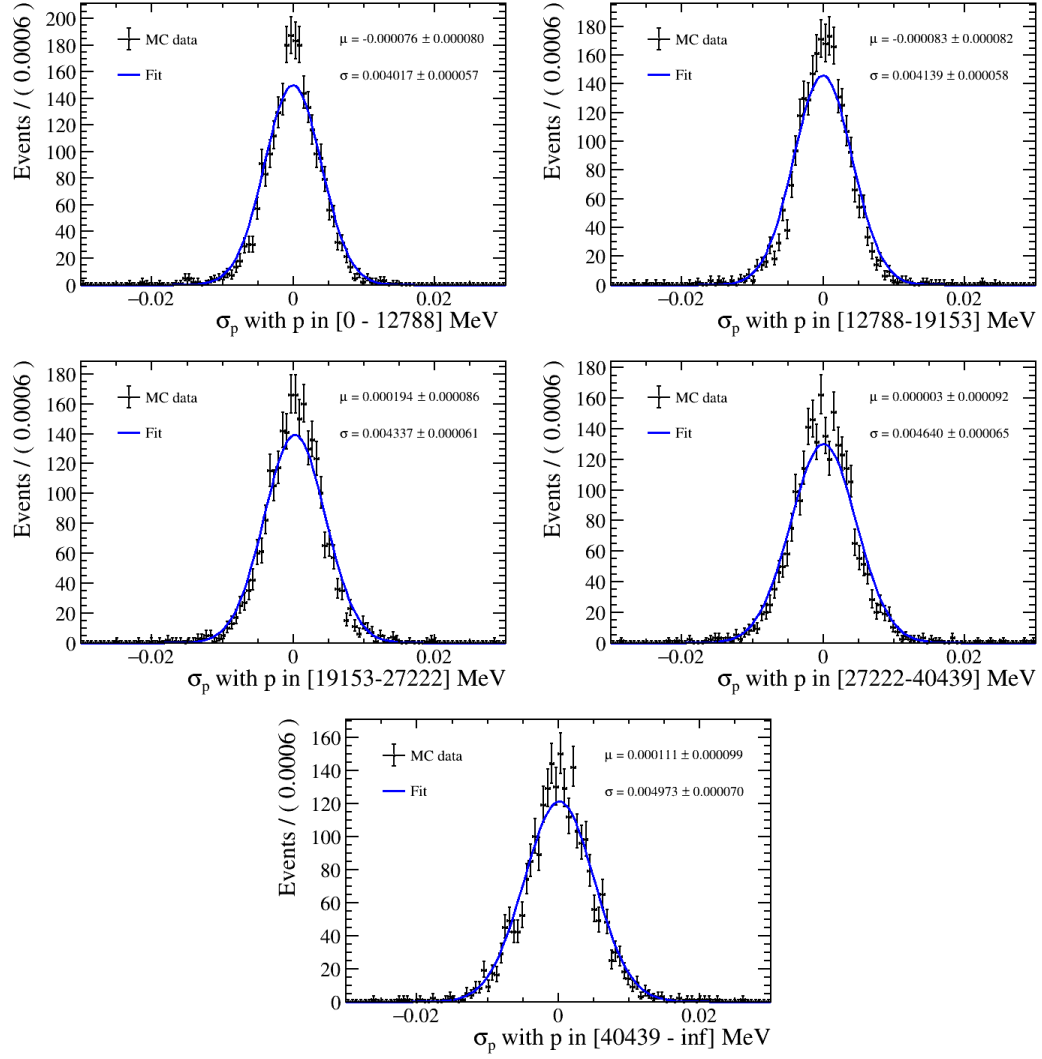 Events / ( 0.0006 )
200
180
160
140
120
100
80
60
40
20
0
MC data
Fit
μ = -0.000076 ± 0.000080
σ = 0.004017 ± 0.000057
−0.02 0 0.02
σp with p in [0 - 12788] MeV
Events / ( 0.0006 )
180
160
140
120
100
80
60
40
20
0
MC data
Fit
μ = -0.000083 ± 0.000082
σ = 0.004139 ± 0.000058
−0.02 0 0.02
σp with p in [12788-19153] MeV
Events / ( 0.0006 )
180
160
140
120
100
80
60
40
20
0
MC data
Fit
μ = 0.000194 ± 0.000086
σ = 0.004337 ± 0.000061
−0.02 0 0.02
σp with p in [19153-27222] MeV
Events / ( 0.0006 )
180
160
140
120
100
80
60
40
20
0
MC data
Fit
μ = 0.000003 ± 0.000092
σ = 0.004640 ± 0.000065
−0.02 0 0.02
σp with p in [27222-40439] MeV
Events / ( 0.0006 )
160
140
120
100
80
60
40
20
0
MC data
Fit
μ = 0.000111 ± 0.000099
σ = 0.004973 ± 0.000070
−0.02 0 0.02
σp with p in [40439 - inf] MeV